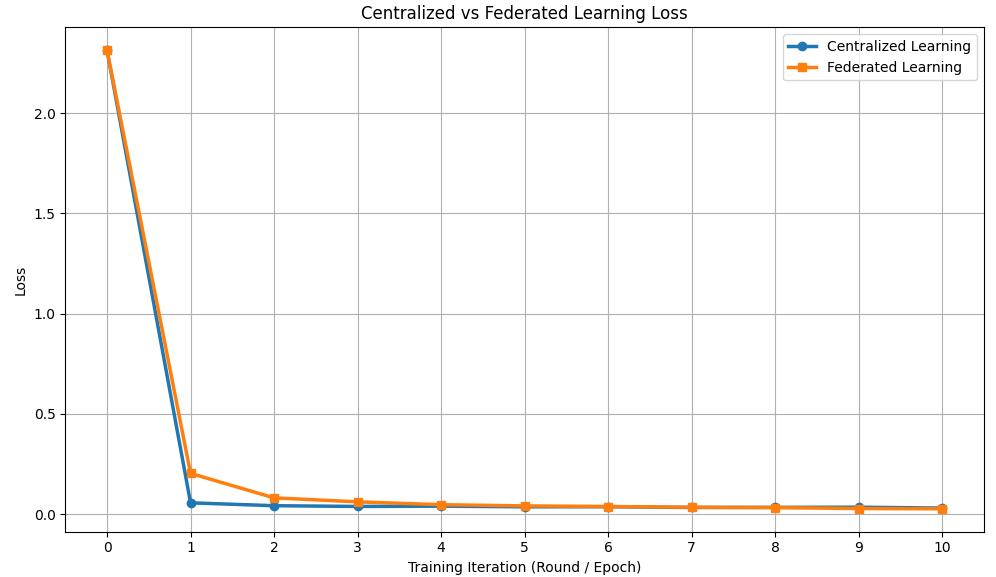 Centralized vs Federated Learning Loss
Centralized Learning
Federated Learning
Loss
2.0
1.5
1.0
0.5
0.0
0 1 2 3 4 5 6 7 8 9 10
Training Iteration (Round / Epoch)